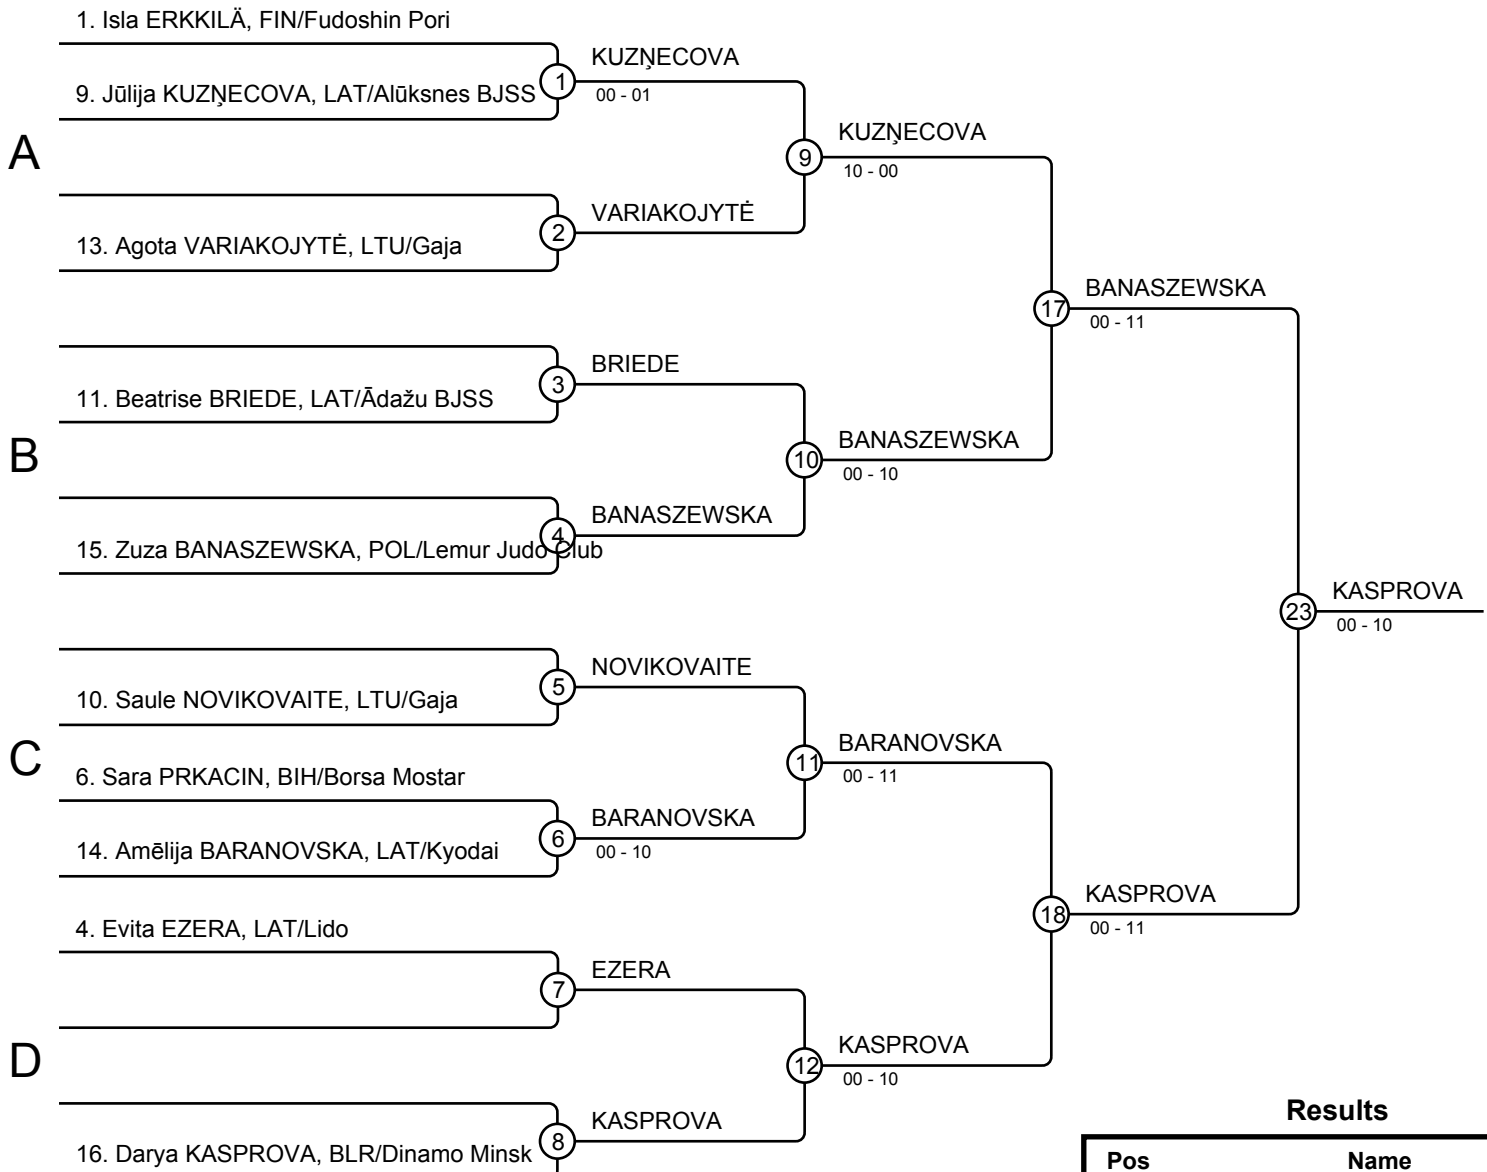 1. Isla ERKKILÄ, FIN/Fudoshin Pori
KUZŅECOVA
1
9. Jūlija KUZŅECOVA, LAT/Alūksnes BJSS
00 - 01
KUZŅECOVA
A
9
10 - 00
VARIAKOJYTĖ
2
13. Agota VARIAKOJYTĖ, LTU/Gaja
BANASZEWSKA
17
00 - 11
BRIEDE
3
11. Beatrise BRIEDE, LAT/Ādažu BJSS
BANASZEWSKA
B
10
00 - 10
BANASZEWSKA
4
15. Zuza BANASZEWSKA, POL/Lemur Judo Club
KASPROVA
23
00 - 10
NOVIKOVAITE
5
10. Saule NOVIKOVAITE, LTU/Gaja
BARANOVSKA
C
11
00 - 11
6. Sara PRKACIN, BIH/Borsa Mostar
BARANOVSKA
6
14. Amēlija BARANOVSKA, LAT/Kyodai
00 - 10
KASPROVA
18
00 - 11
4. Evita EZERA, LAT/Lido
EZERA
7
KASPROVA
D
12
00 - 10
KASPROVA
8
16. Darya KASPROVA, BLR/Dinamo Minsk
Results
Pos Name